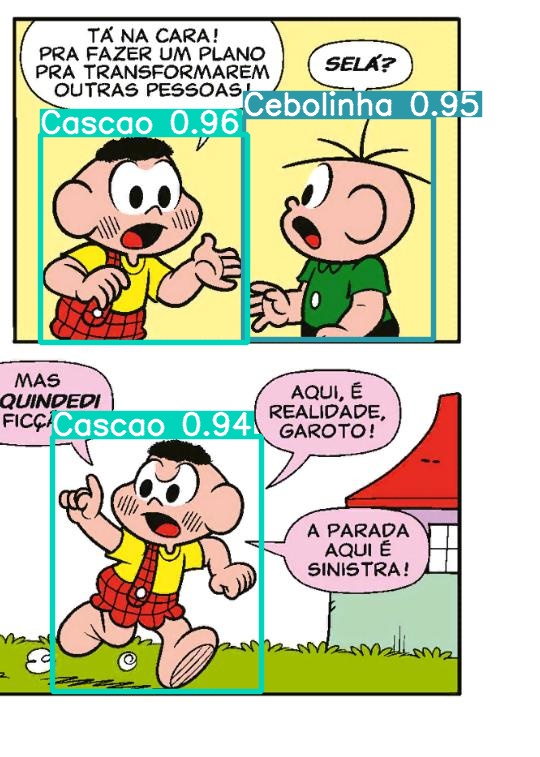 TÁ NA CARA!
PRA FAZER UM PLANO
PRA TRANSFORMAREM
OUTRAS PESSOAS!
SELÁ?
Cascao 0.96
Cebolinha 0.95
MAS
QUINDEDI
FICÇ
Cascao 0.94
AQUI, É
REALIDADE,
GAROTO!
A PARADA
AQUI É
SINISTRA!